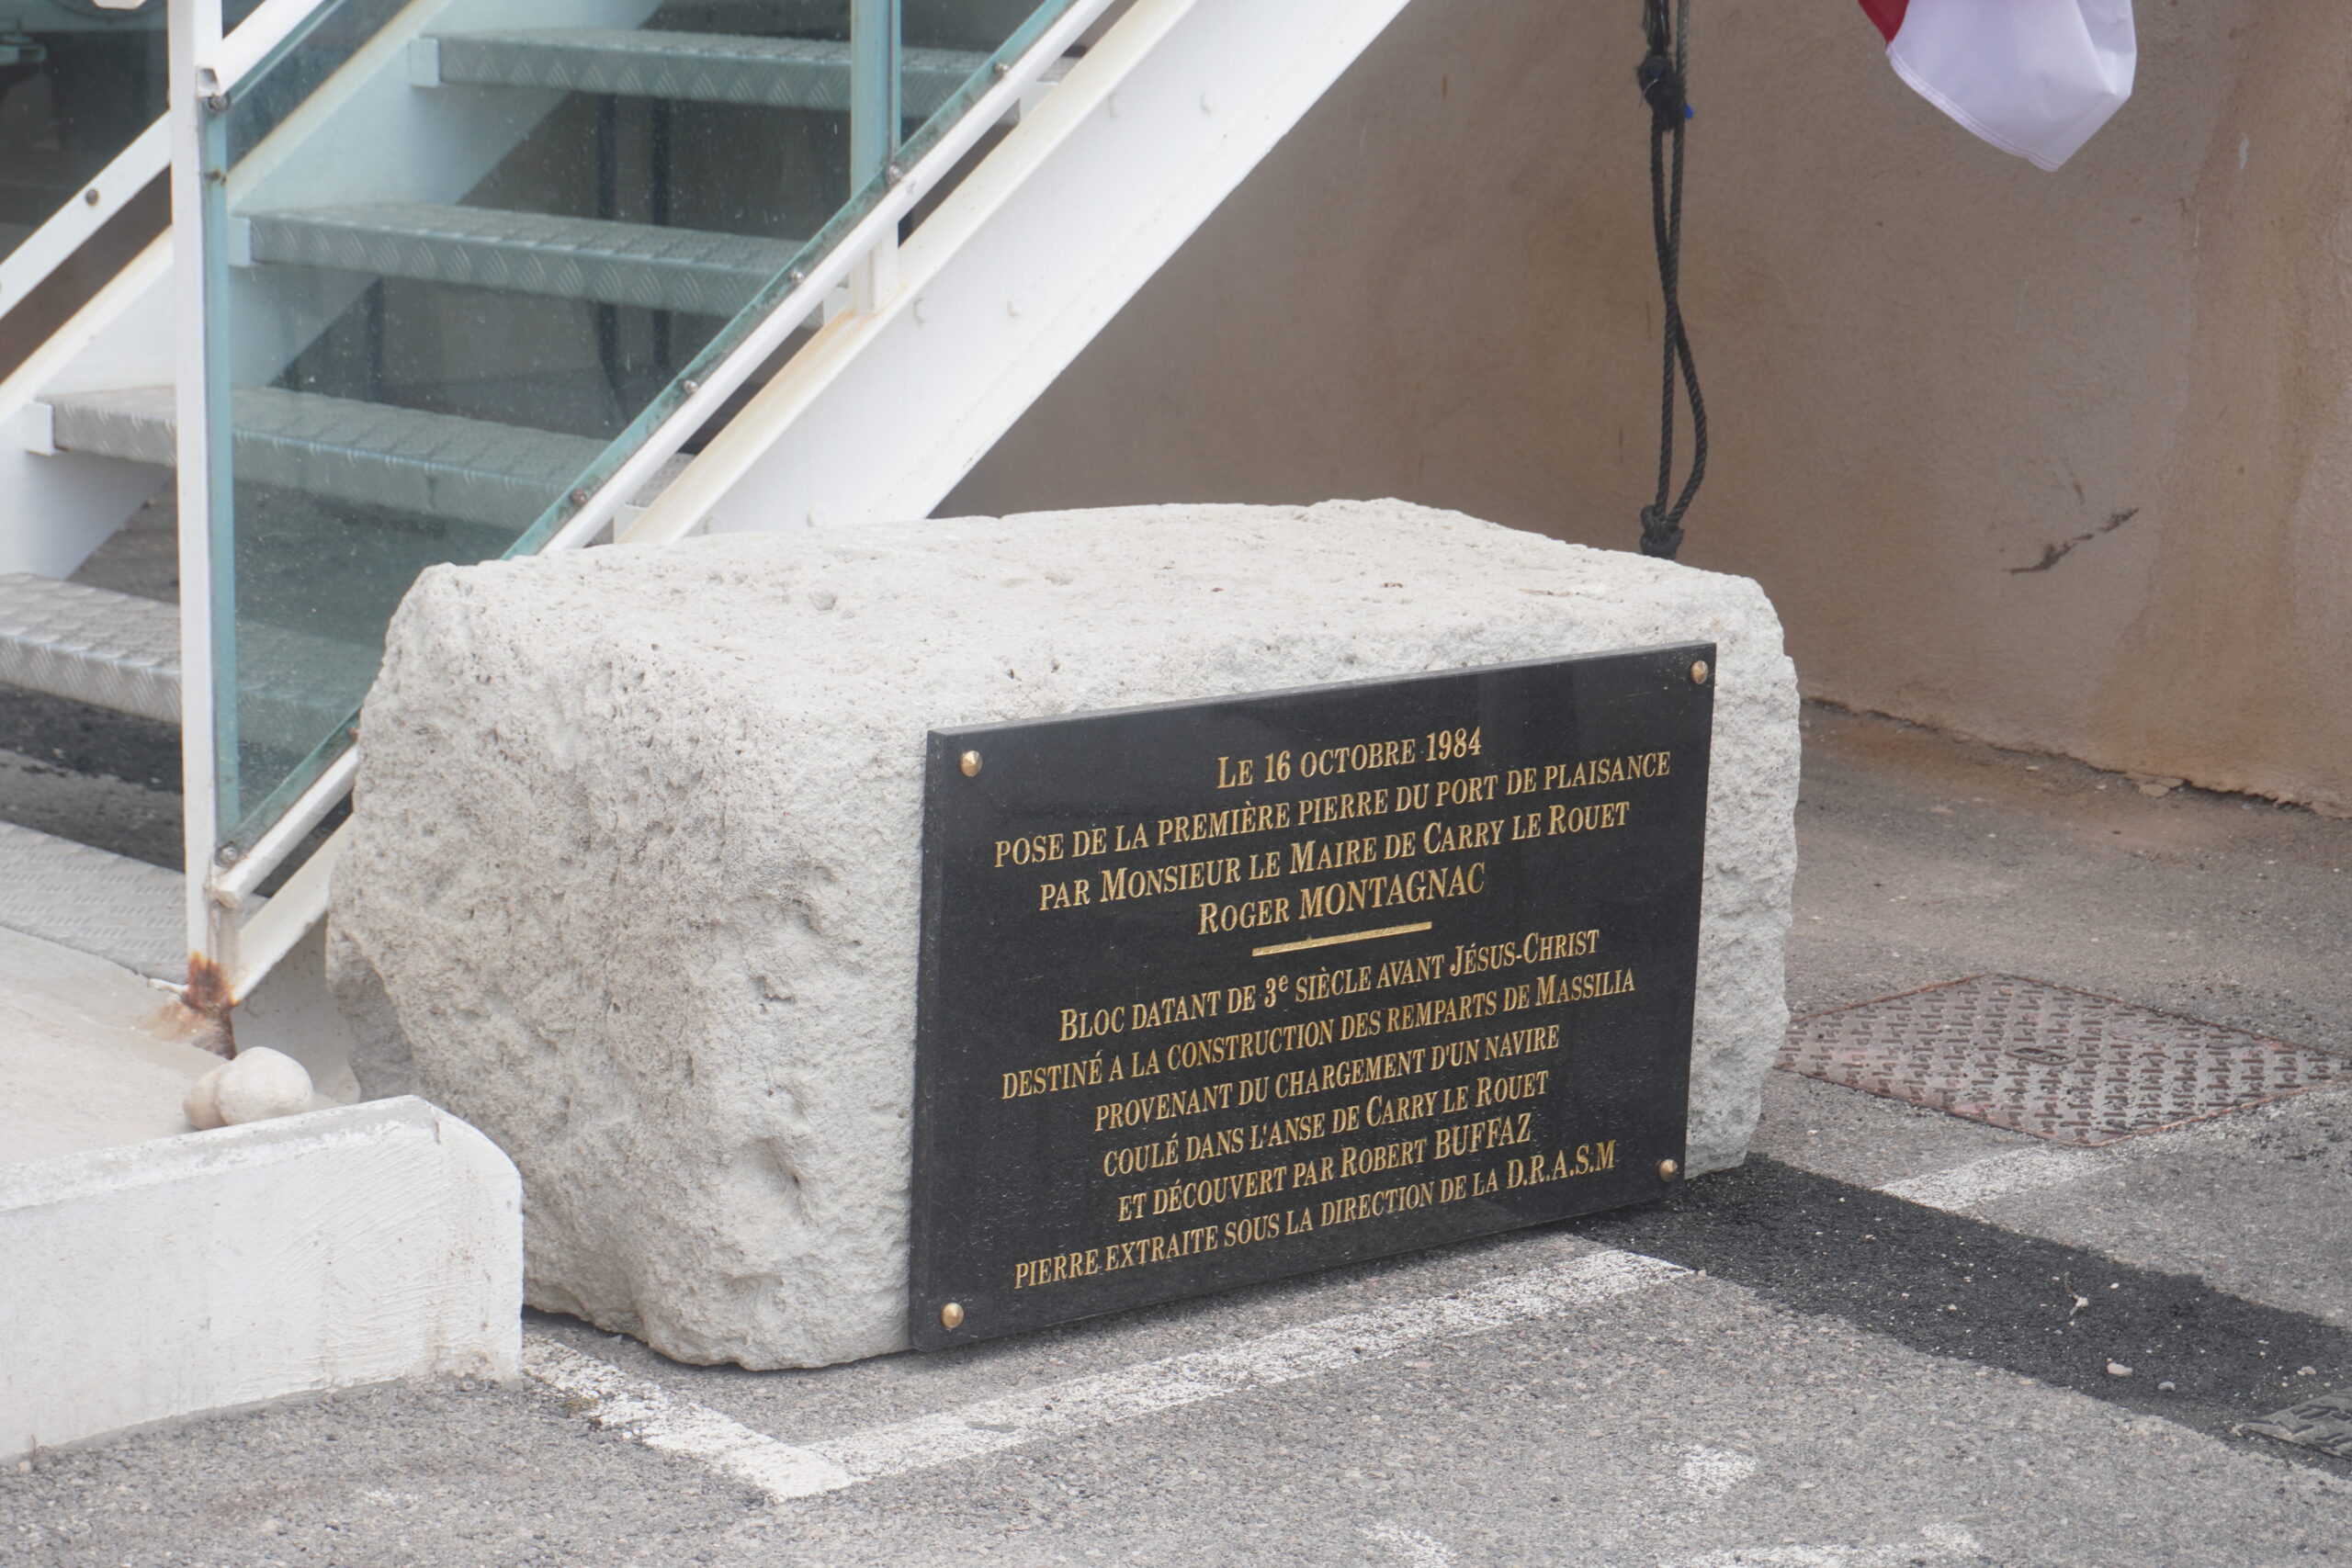 Le 16 octobre 1984
pose de la première pierre du port de plaisance
par Monsieur le Maire de Carry le Rouet
Roger MONTAGNAC
Bloc datant de 3e siècle avant Jésus-Christ
destiné a la construction des remparts de Massilia
provenant du chargement d'un navire
coulé dans l'anse de Carry le Rouet
et découvert par Robert BUFFAZ
pierre extraite sous la direction de la D.R.A.S.M